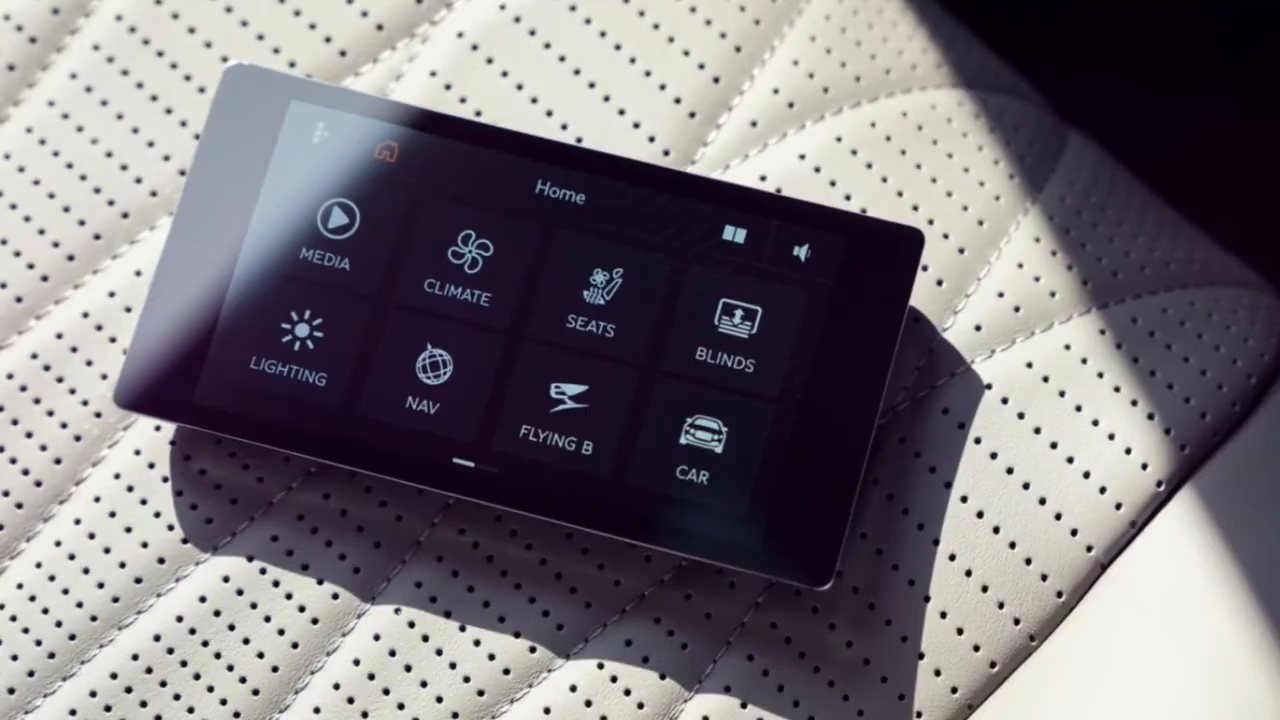 Home
MEDIA
CLIMATE
SEATS
BLINDS
LIGHTING
NAV
FLYING B
CAR